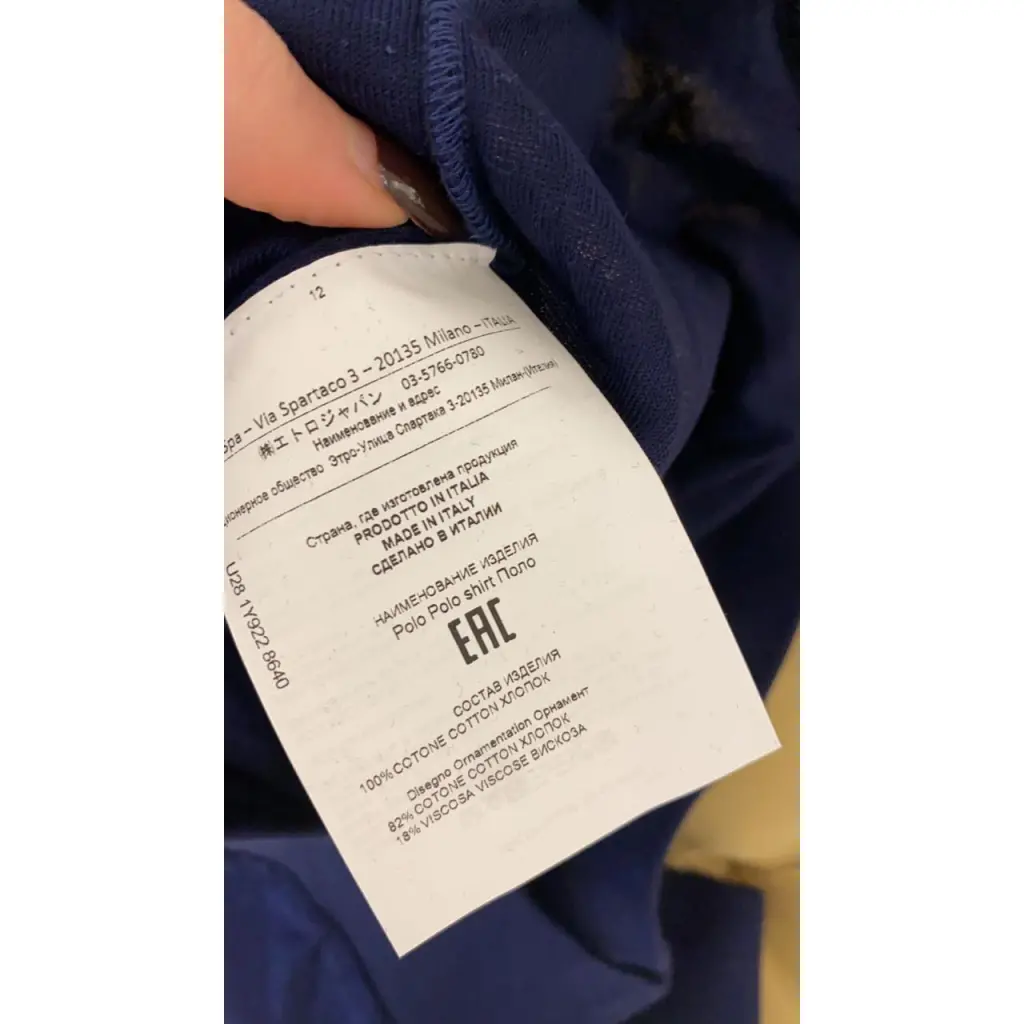 12
Spa – Via Spartaco 3 – 20135 Milano – ITALIA
㈱エトロジャパン 03-5766-0780
Наименование и адрес
общество Этро-Улица Спартака 3-20135 Милан-(Италия)
Страна, где изготовлена продукция
PRODOTTO IN ITALIA
MADE IN ITALY
СДЕЛАНО В ИТАЛИИ
U28 1Y922 8640
НАИМЕНОВАНИЕ ИЗДЕЛИЯ
Polo Polo shirt Поло
EAC
СОСТАВ ИЗДЕЛИЯ
100% COTONE COTTON ХЛОПОК
Disegno Ornamentation Орнамент
82% COTONE COTTON ХЛОПОК
18% VISCOSA VISCOSE ВИСКОЗА